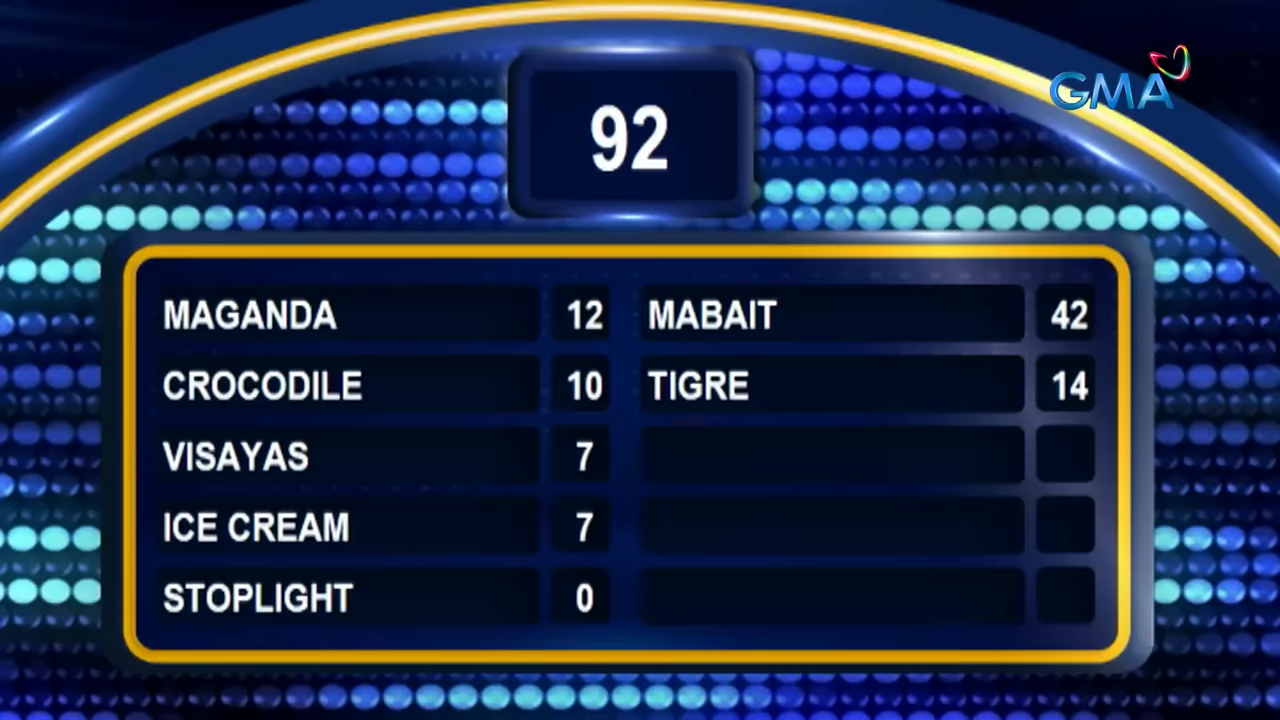 GMA
92
MAGANDA 12 MABAIT 42
CROCODILE 10 TIGRE 14
VISAYAS 7
ICE CREAM 7
STOPLIGHT 0